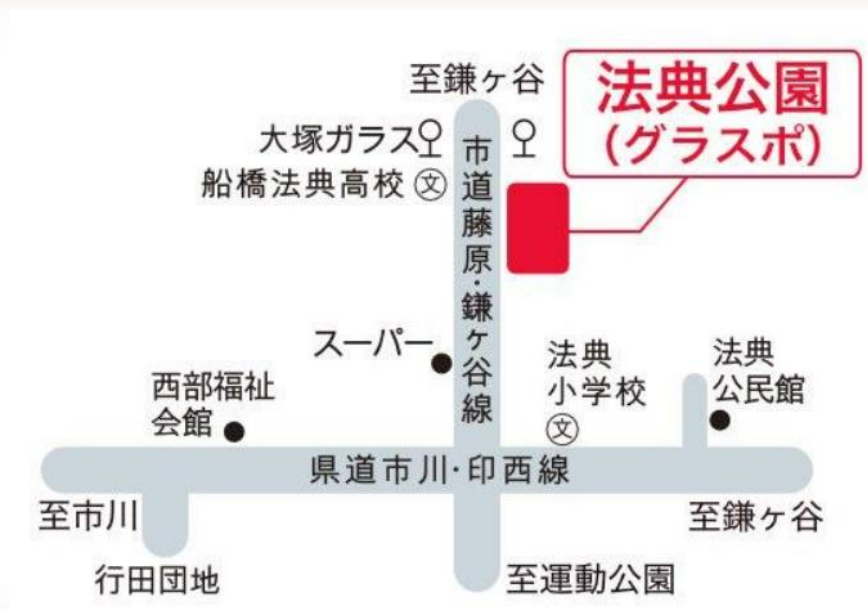 至鎌ヶ谷
法典公園
(グラスポ)
大塚ガラス
船橋法典高校 文
市道藤原・鎌ヶ谷線
スーパー
法典
小学校
文
法典
公民館
西部福祉
会館
県道市川・印西線
至市川
至鎌ヶ谷
行田団地
至運動公園